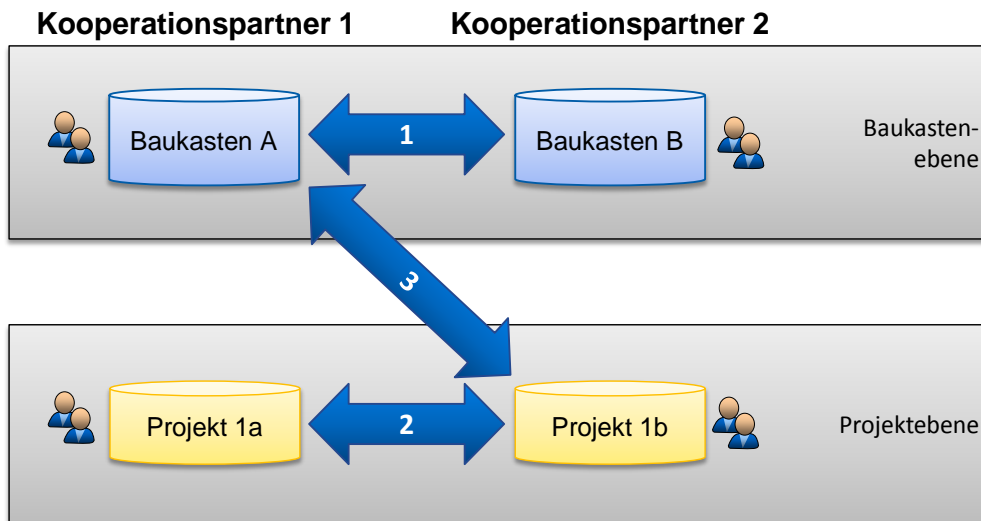 Kooperationspartner 1 Kooperationspartner 2
Baukasten A
1
Baukasten B
Baukasten-
ebene
3
Projekt 1a
2
Projekt 1b
Projektebene